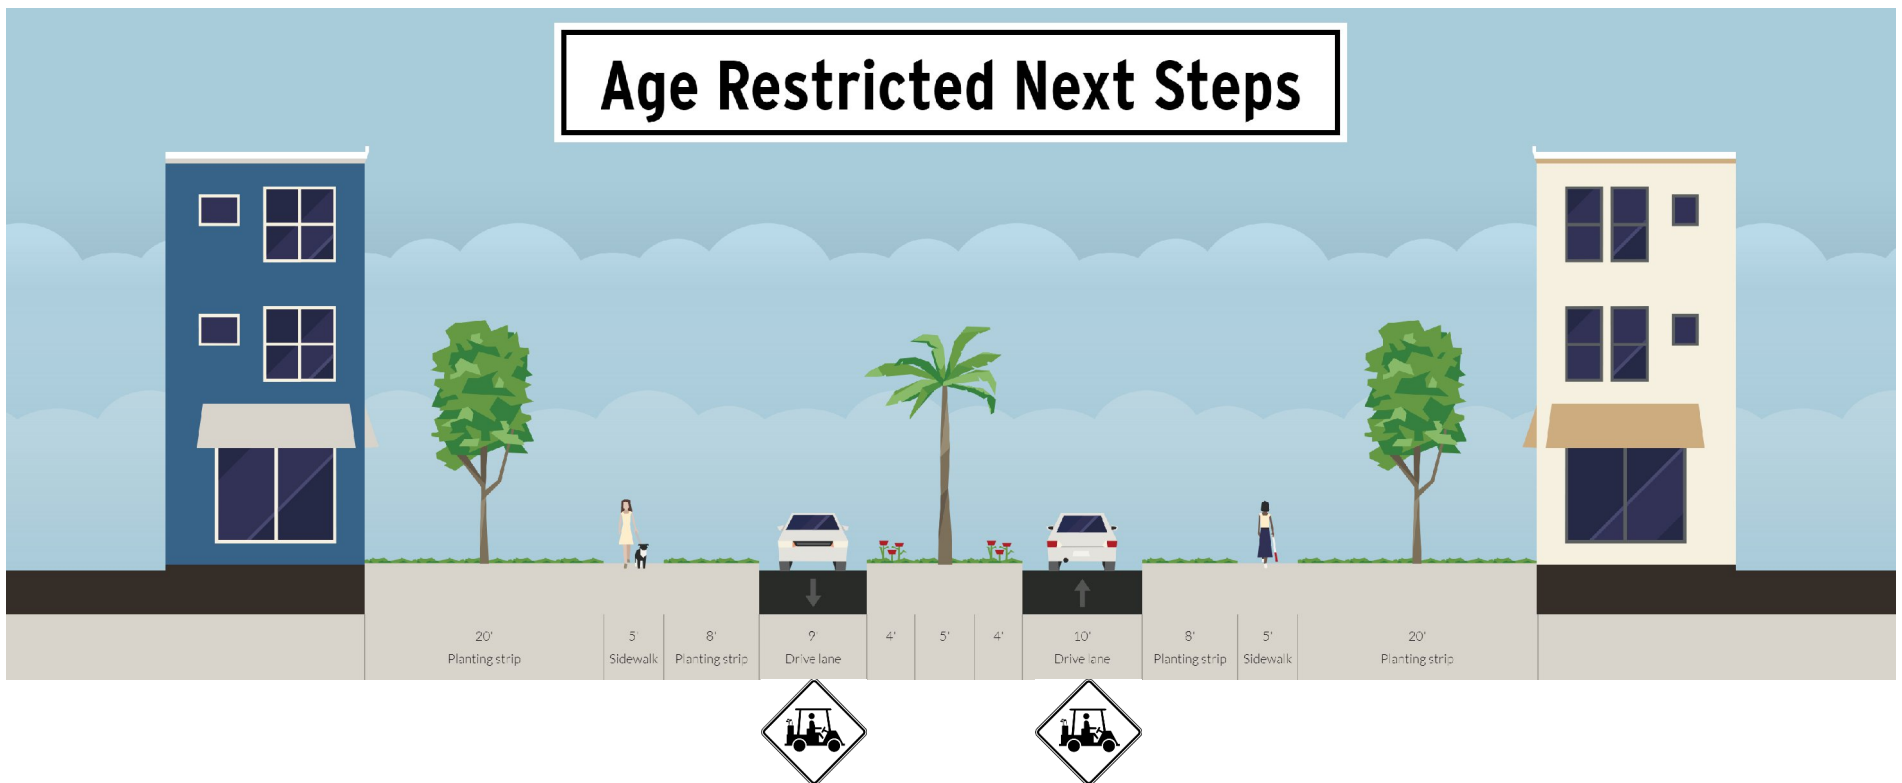 Age Restricted Next Steps
20' 5' 8' 9' 4' 5' 4' 10' 8' 5' 20'
Planting strip Sidewalk Planting strip Drive lane Drive lane Planting strip Sidewalk Planting strip